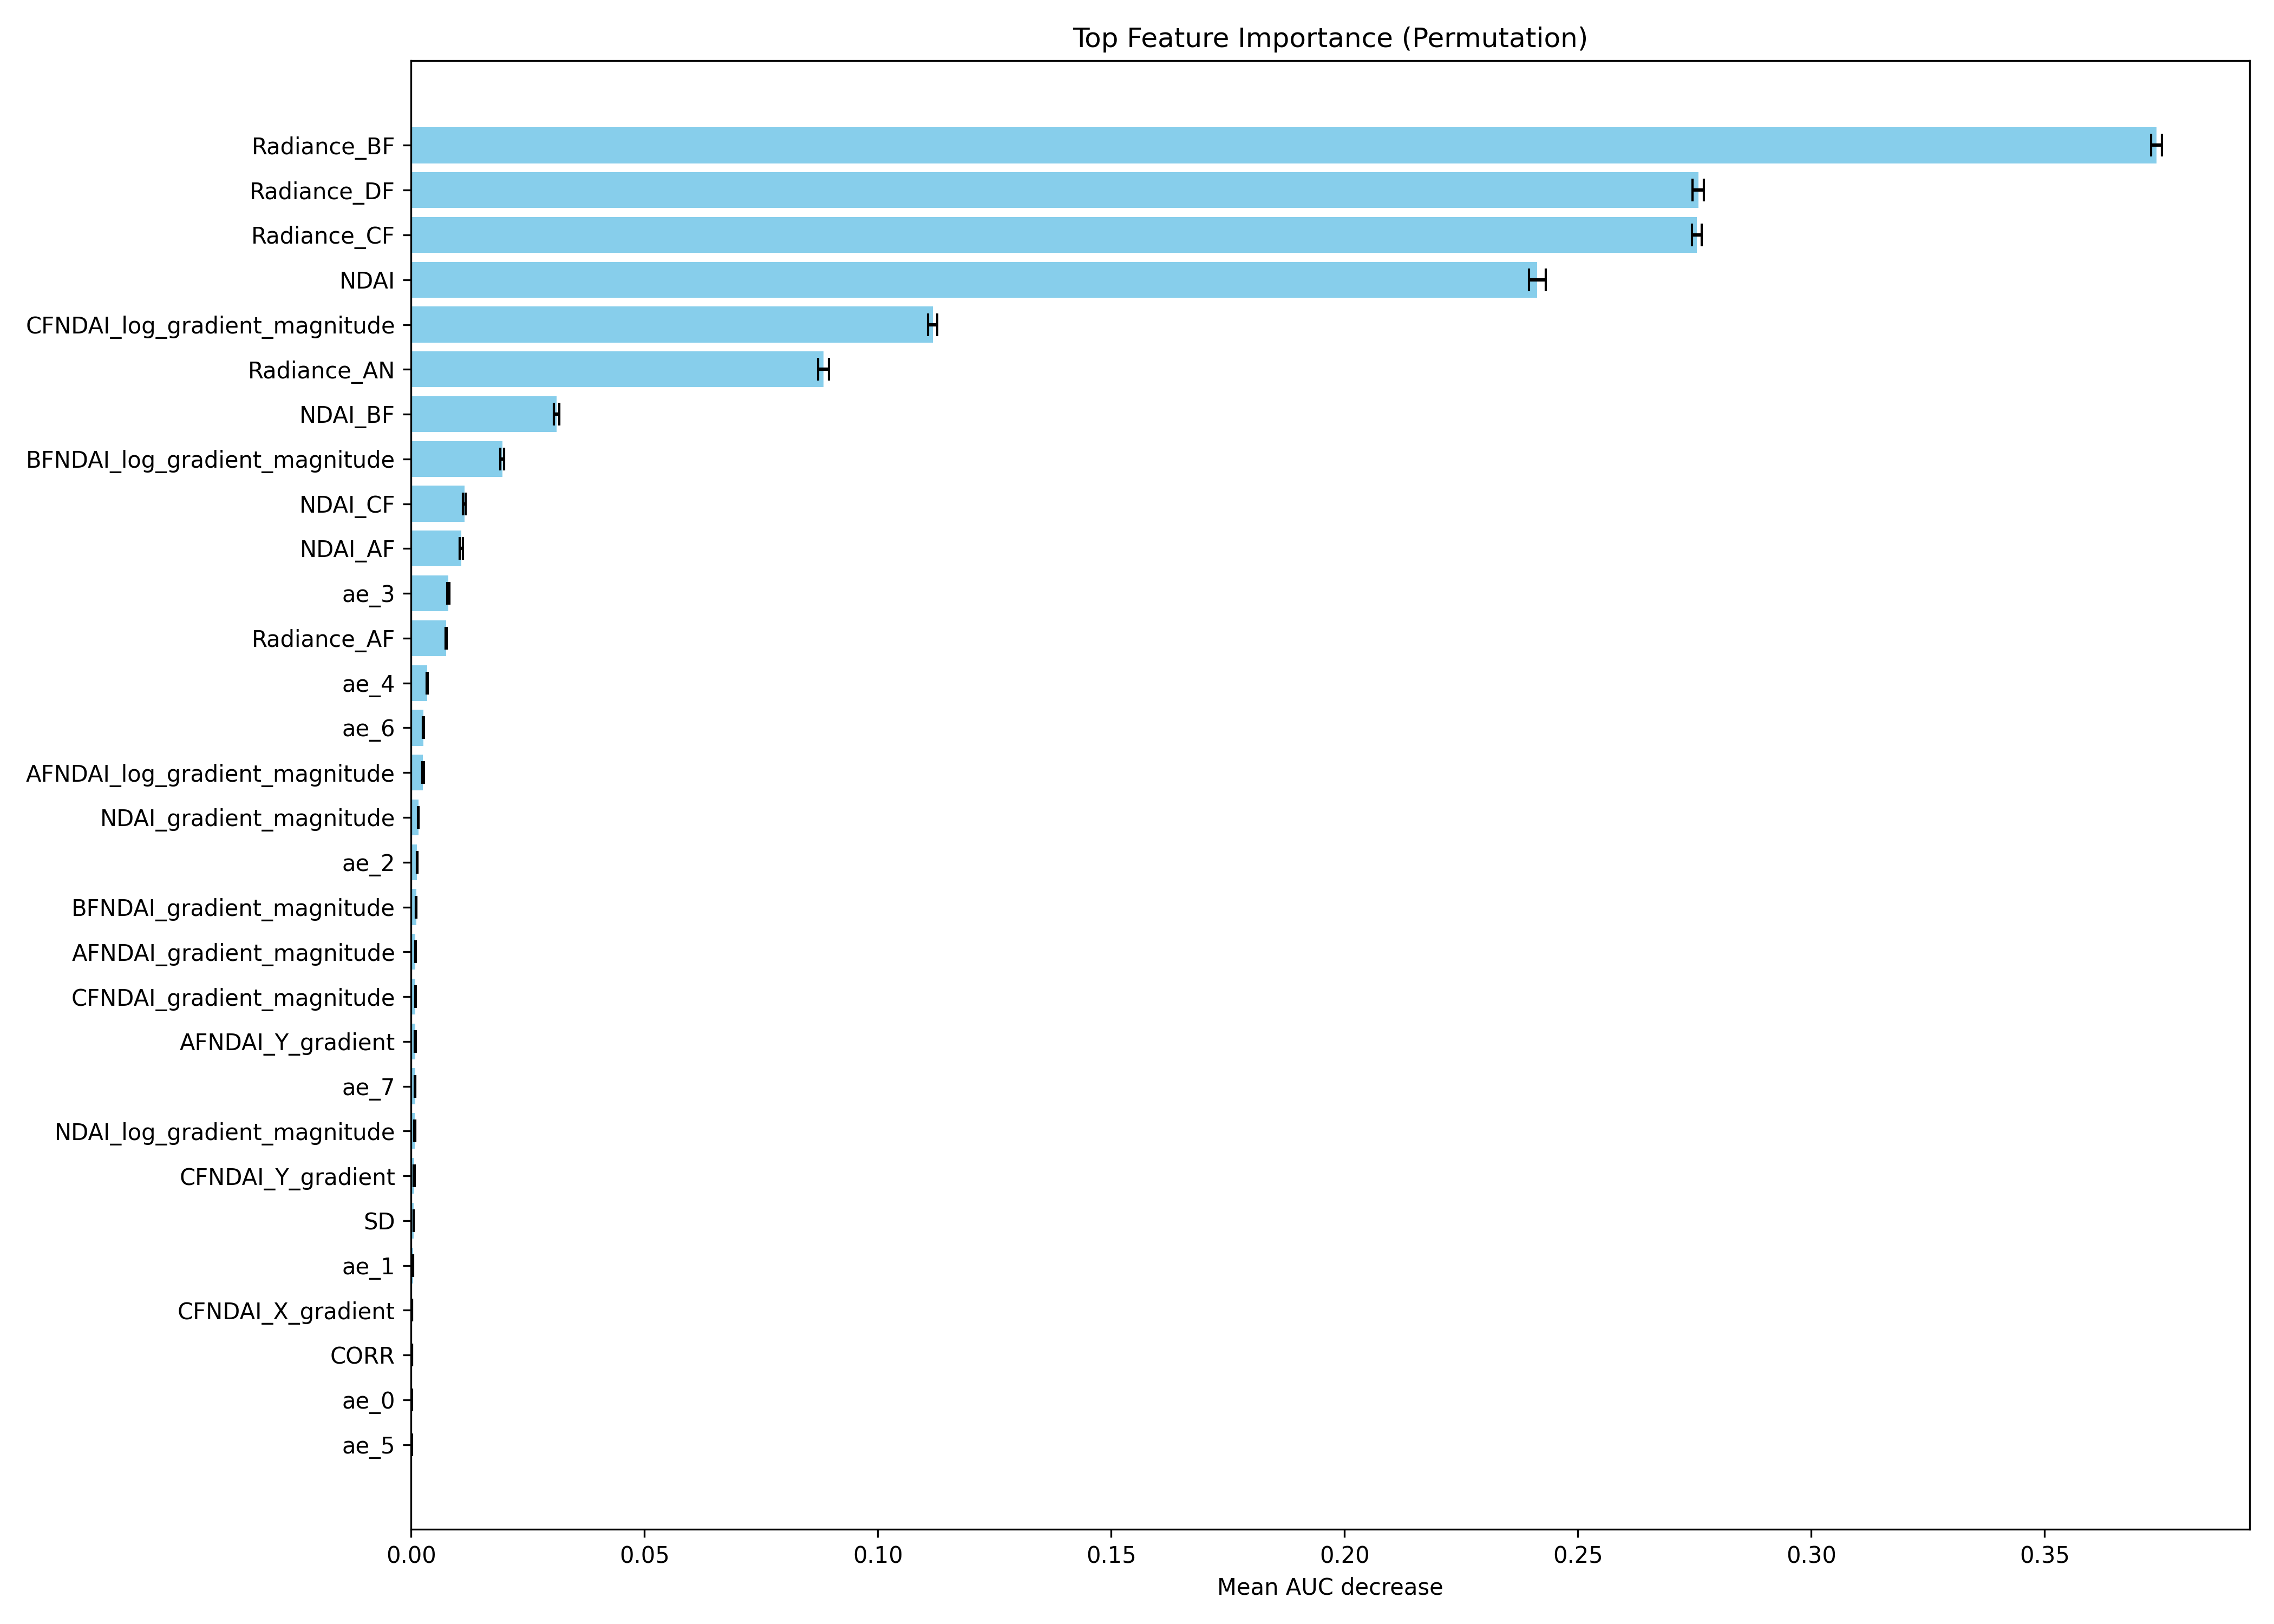 Top Feature Importance (Permutation)
Radiance_BF
Radiance_DF
Radiance_CF
NDAI
CFNDAI_log_gradient_magnitude
Radiance_AN
NDAI_BF
BFNDAI_log_gradient_magnitude
NDAI_CF
NDAI_AF
ae_3
Radiance_AF
ae_4
ae_6
AFNDAI_log_gradient_magnitude
NDAI_gradient_magnitude
ae_2
BFNDAI_gradient_magnitude
AFNDAI_gradient_magnitude
CFNDAI_gradient_magnitude
AFNDAI_Y_gradient
ae_7
NDAI_log_gradient_magnitude
CFNDAI_Y_gradient
SD
ae_1
CFNDAI_X_gradient
CORR
ae_0
ae_5
0.00 0.05 0.10 0.15 0.20 0.25 0.30 0.35
Mean AUC decrease